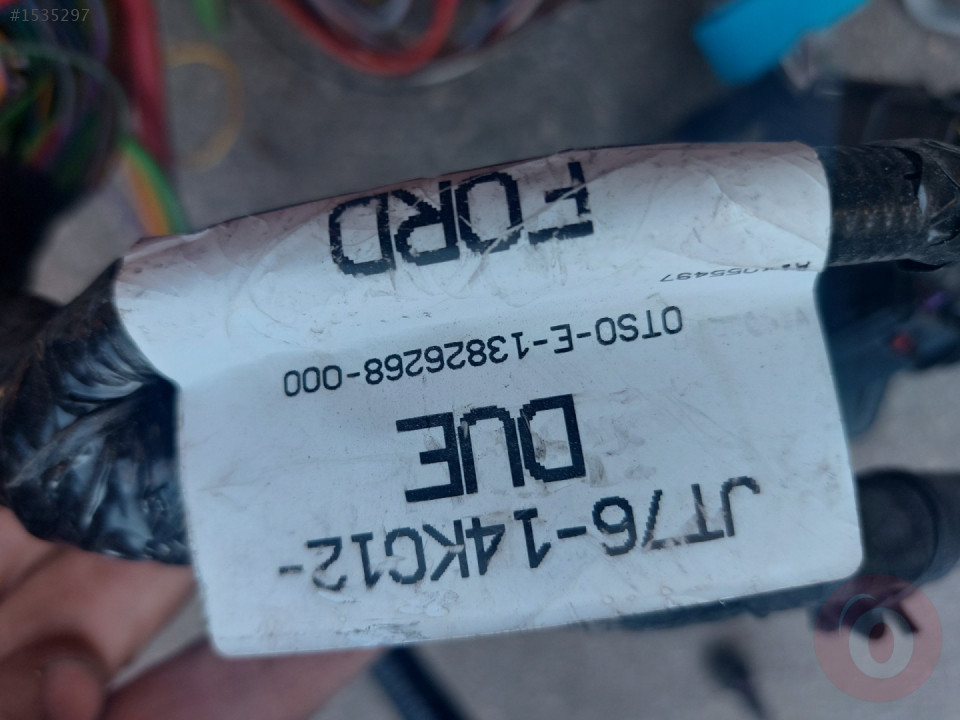 #1535297
JT76-14KC12-
DUE
OTSO-E-13826268-000
FORD